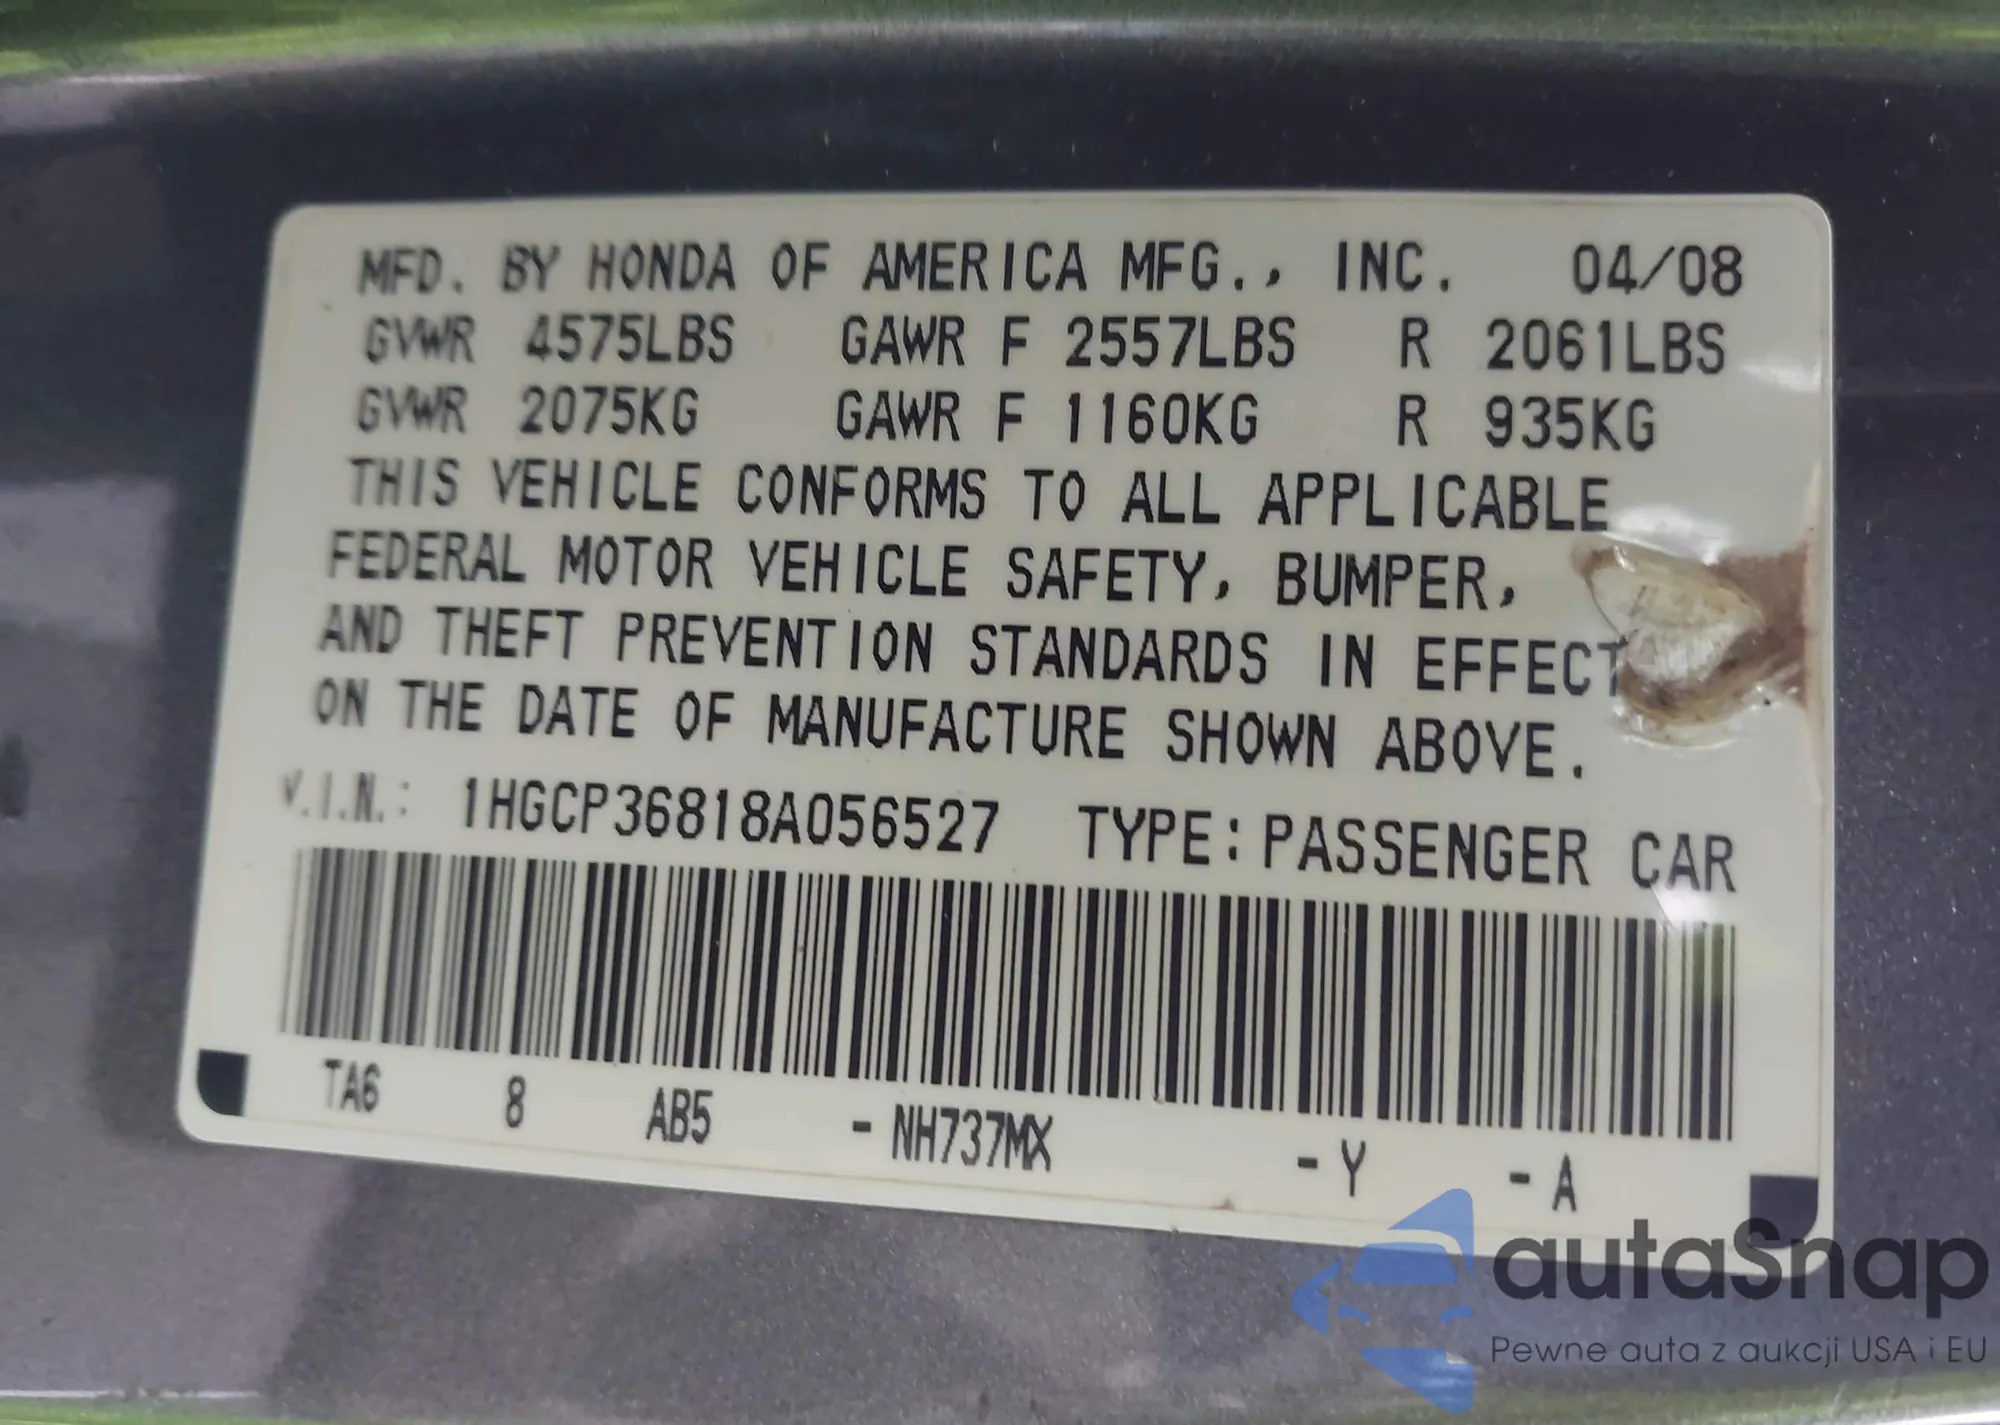 MFD. BY HONDA OF AMERICA MFG., INC. 04/08
GVWR 4575LBS GAWR F 2557LBS R 2061LBS
GVWR 2075KG GAWR F 1160KG R 935KG
THIS VEHICLE CONFORMS TO ALL APPLICABLE
FEDERAL MOTOR VEHICLE SAFETY, BUMPER,
AND THEFT PREVENTION STANDARDS IN EFFECT
ON THE DATE OF MANUFACTURE SHOWN ABOVE.
V.I.N.: 1HGCP36818A056527 TYPE: PASSENGER CAR
TA6 8 AB5 - NH737MX - Y - A
autaSnap
Pewne auta z aukcji USA i EU